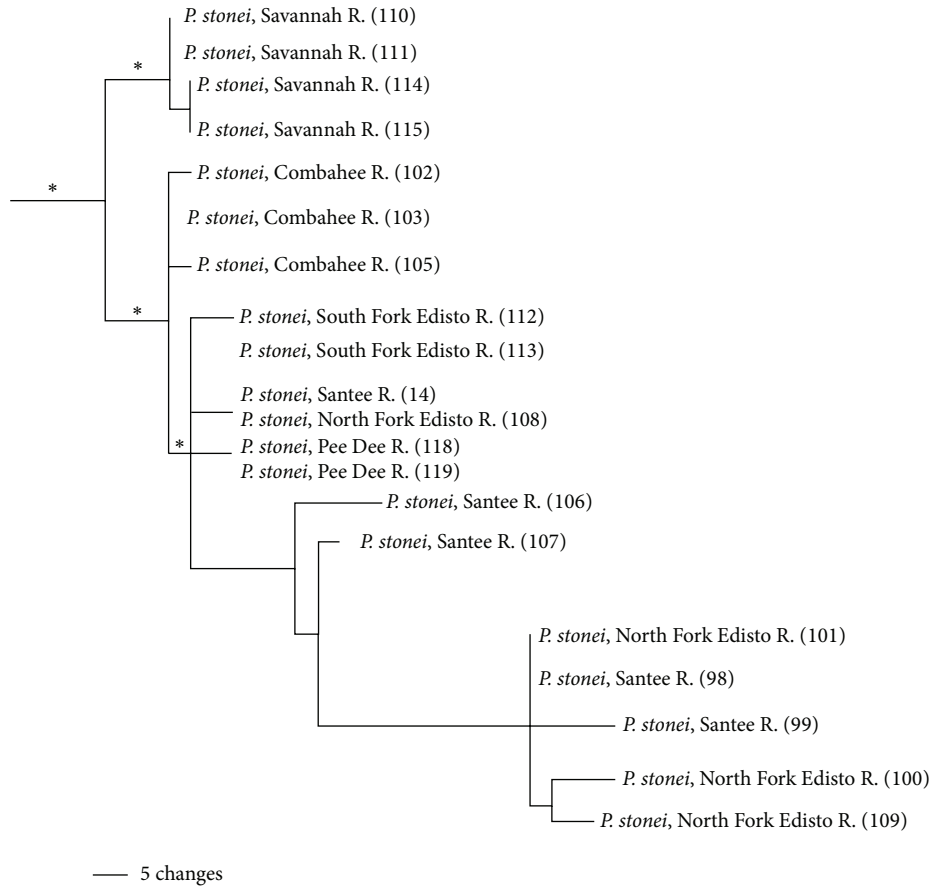 P. stonei, Savannah R. (110)
P. stonei, Savannah R. (111)
*
P. stonei, Savannah R. (114)
P. stonei, Savannah R. (115)
P. stonei, Combahee R. (102)
*
P. stonei, Combahee R. (103)
P. stonei, Combahee R. (105)
*
P. stonei, South Fork Edisto R. (112)
P. stonei, South Fork Edisto R. (113)
P. stonei, Santee R. (14)
P. stonei, North Fork Edisto R. (108)
*
P. stonei, Pee Dee R. (118)
P. stonei, Pee Dee R. (119)
P. stonei, Santee R. (106)
P. stonei, Santee R. (107)
P. stonei, North Fork Edisto R. (101)
P. stonei, Santee R. (98)
P. stonei, Santee R. (99)
P. stonei, North Fork Edisto R. (100)
P. stonei, North Fork Edisto R. (109)
5 changes